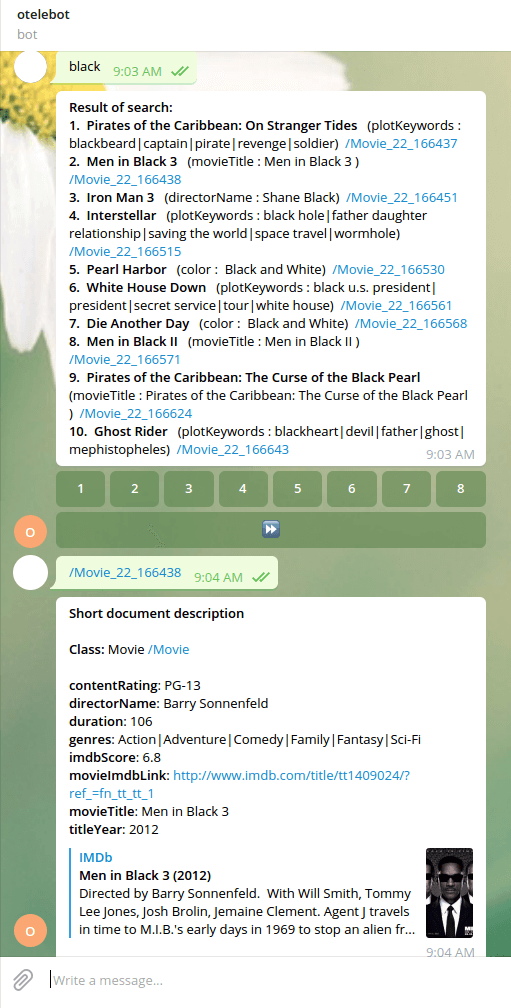 otelebot
bot
black 9:03 AM
Result of search:
1. Pirates of the Caribbean: On Stranger Tides (plotKeywords :
blackbeard|captain|pirate|revenge|soldier) /Movie_22_166437
2. Men in Black 3 (movieTitle : Men in Black 3 )
/Movie_22_166438
3. Iron Man 3 (directorName : Shane Black) /Movie_22_166451
4. Interstellar (plotKeywords : black hole|father daughter
relationship|saving the world|space travel|wormhole)
/Movie_22_166515
5. Pearl Harbor (color : Black and White) /Movie_22_166530
6. White House Down (plotKeywords : black u.s. president|
president|secret service|tour|white house) /Movie_22_166561
7. Die Another Day (color : Black and White) /Movie_22_166568
8. Men in Black II (movieTitle : Men in Black II )
/Movie_22_166571
9. Pirates of the Caribbean: The Curse of the Black Pearl
(movieTitle : Pirates of the Caribbean: The Curse of the Black Pearl
) /Movie_22_166624
10. Ghost Rider (plotKeywords : blackheart|devil|father|ghost|
mephistopheles) /Movie_22_166643
9:03 AM
1 2 3 4 5 6 7 8
O
/Movie_22_166438 9:04 AM
Short document description
Class: Movie /Movie
contentRating: PG-13
directorName: Barry Sonnenfeld
duration: 106
genres: Action|Adventure|Comedy|Family|Fantasy|Sci-Fi
imdbScore: 6.8
movieImdbLink: http://www.imdb.com/title/tt1409024/?
ref_=fn_tt_tt_1
movieTitle: Men in Black 3
titleYear: 2012
IMDb
Men in Black 3 (2012)
Directed by Barry Sonnenfeld. With Will Smith, Tommy
Lee Jones, Josh Brolin, Jemaine Clement. Agent J travels
in time to M.I.B.'s early days in 1969 to stop an alien fr...
O
9:04 AM
Write a message...